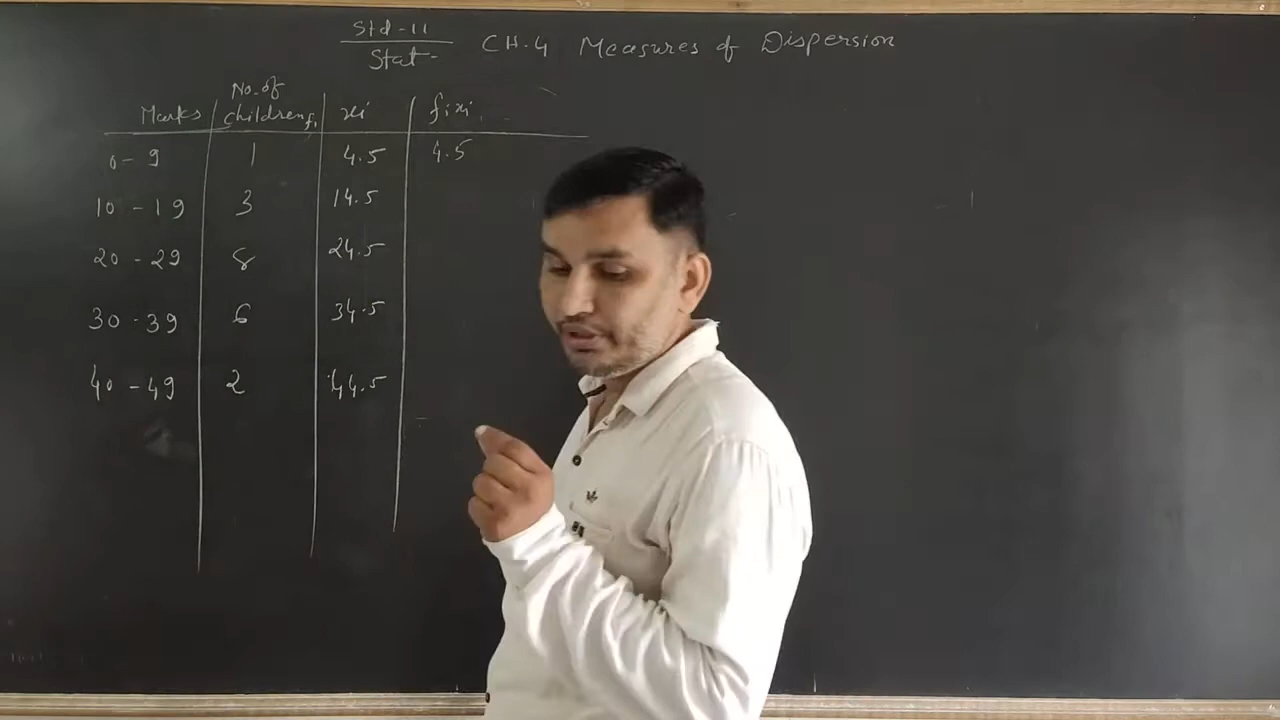 Std-11
Stat-
CH.4 Measures of Dispersion
Marks | No. of children fi | xi | fixi
0-9 | 1 | 4.5 | 4.5
10-19 | 3 | 14.5
20-29 | 8 | 24.5
30-39 | 6 | 34.5
40-49 | 2 | 44.5